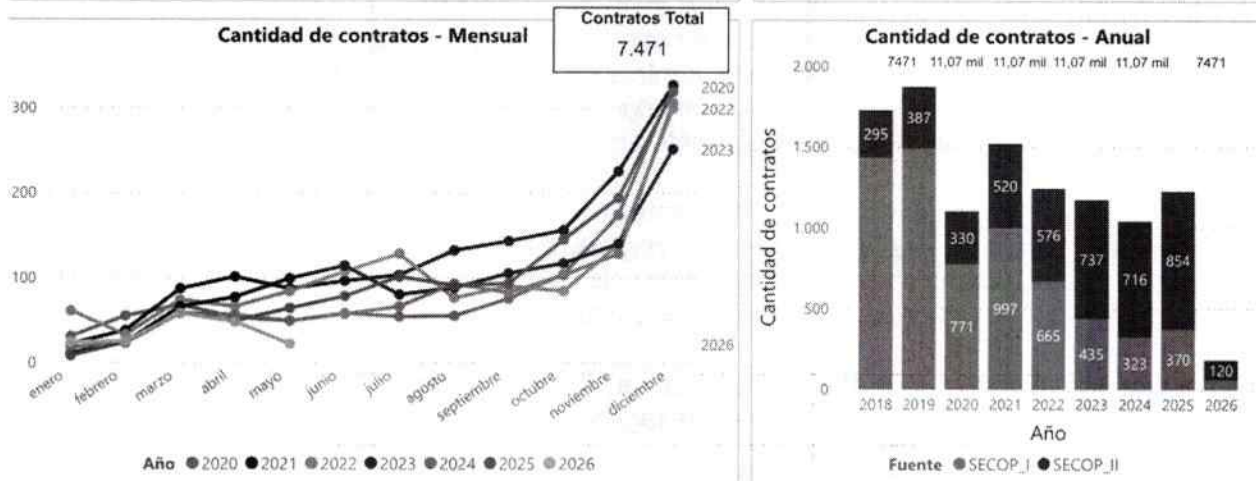 Cantidad de contratos - Mensual
Contratos Total
7.471
300
200
100
0
2020
2022
2023
2026
enero
febrero
marzo
abril
mayo
junio
julio
agosto
septiembre
octubre
noviembre
diciembre
Año 2020 2021 2022 2023 2024 2025 2026
Cantidad de contratos - Anual
7471 11,07 mil 11,07 mil 11,07 mil 11,07 mil 7471
Cantidad de contratos
2.000
1.500
1.000
500
0
295
387
330
771
520
997
576
665
737
435
716
323
854
370
120
2018 2019 2020 2021 2022 2023 2024 2025 2026
Año
Fuente SECOP_I SECOP_II